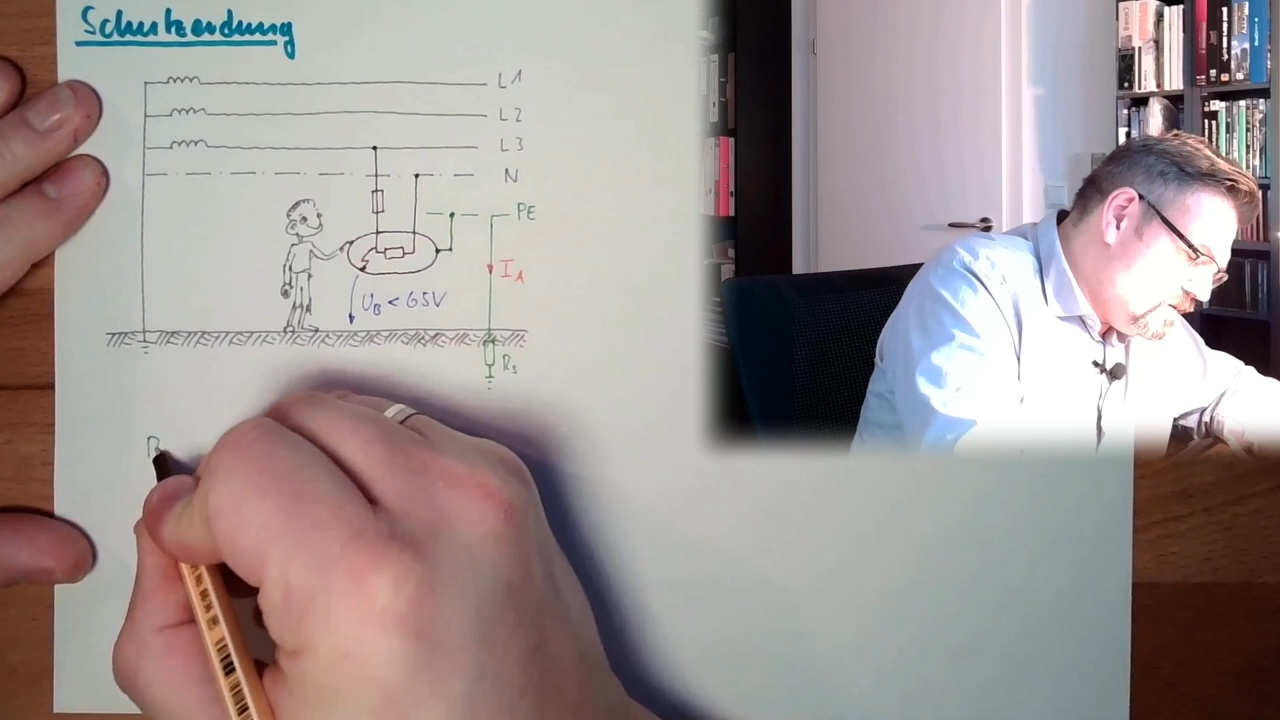 Schutzerdung
L1
L2
L3
N
PE
I_A
U_B < 65V
R_S
R